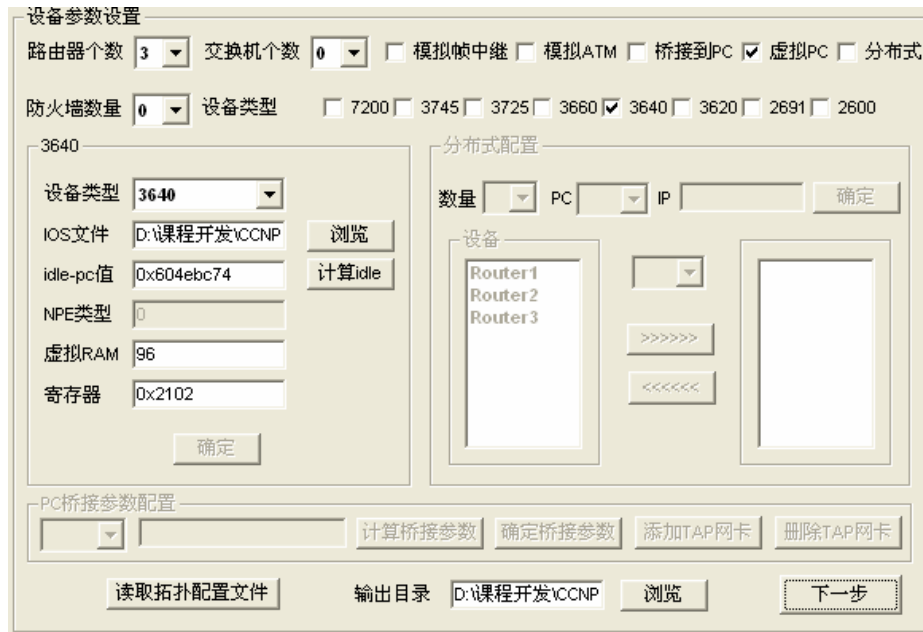 设备参数设置
路由器个数 3 交换机个数 0 模拟帧中继 模拟ATM 桥接到PC 虚拟PC 分布式
防火墙数量 0 设备类型 7200 3745 3725 3660 3640 3620 2691 2600
3640
设备类型 3640
IOS文件 D:\课程开发\CCNP 浏览
idle-pc值 0x604ebc74 计算idle
NPE类型 0
虚拟RAM 96
寄存器 0x2102
确定
分布式配置
数量 PC IP 确定
设备
Router1
Router2
Router3
>>>>>>
<<<<<<
PC桥接参数配置
计算桥接参数 确定桥接参数 添加TAP网卡 删除TAP网卡
读取拓扑配置文件 输出目录 D:\课程开发\CCNP 浏览 下一步